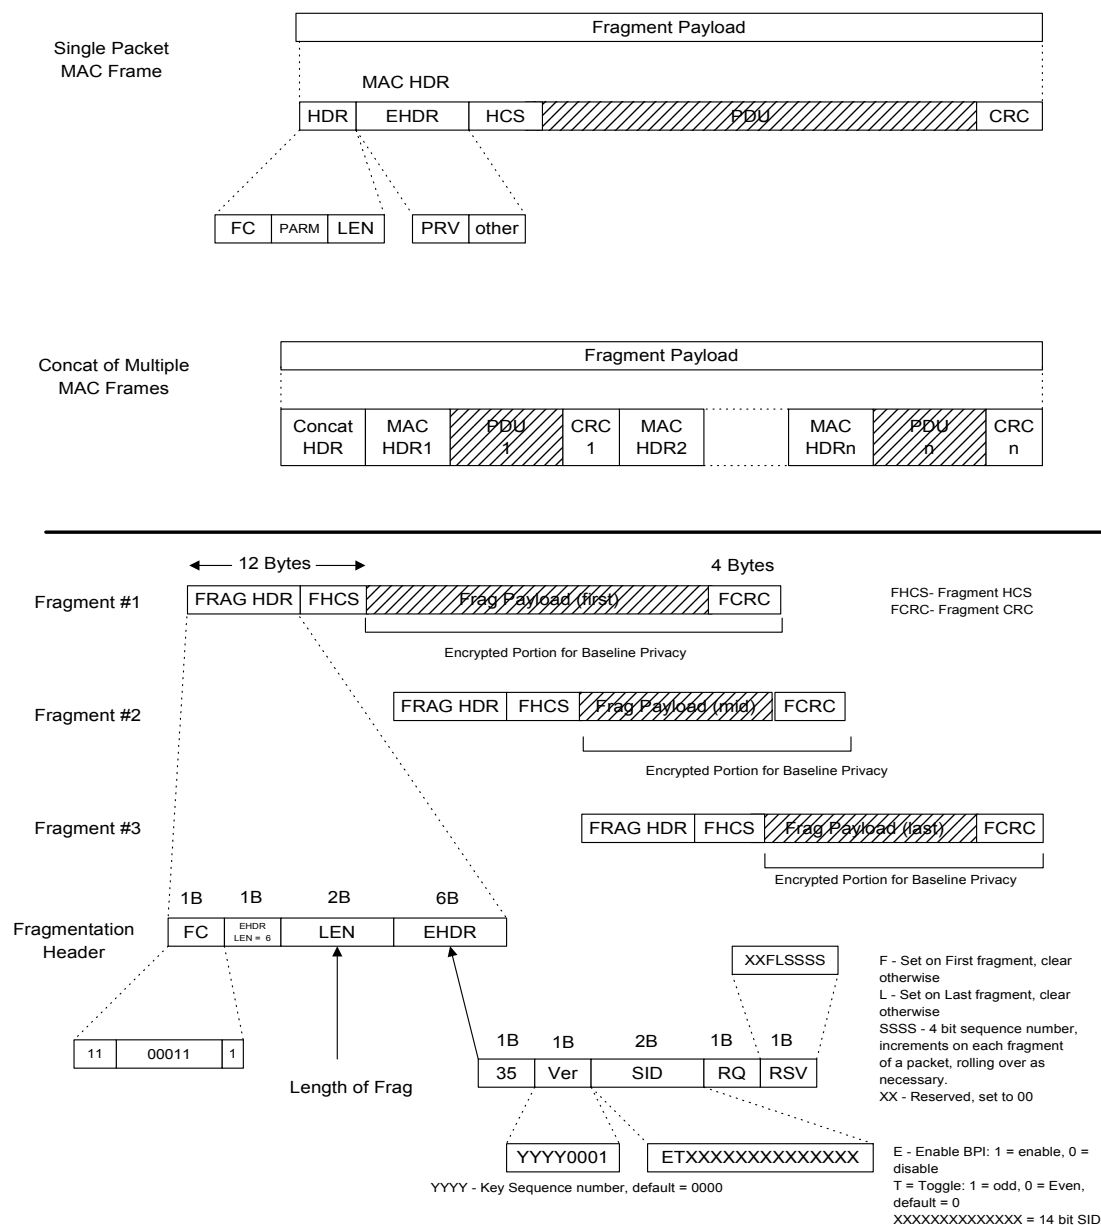 Fragment Payload
Single Packet
MAC Frame
MAC HDR
HDR EHDR HCS PDU CRC
FC PARM LEN PRV other
Fragment Payload
Concat of Multiple
MAC Frames
Concat
HDR
MAC
HDR1
PDU
1
CRC
1
MAC
HDR2
MAC
HDRn
PDU
n
CRC
n
12 Bytes
4 Bytes
Fragment #1
FRAG HDR FHCS Frag Payload (first) FCRC
FHCS- Fragment HCS
FCRC- Fragment CRC
Encrypted Portion for Baseline Privacy
Fragment #2
FRAG HDR FHCS Frag Payload (mid) FCRC
Encrypted Portion for Baseline Privacy
Fragment #3
FRAG HDR FHCS Frag Payload (last) FCRC
Encrypted Portion for Baseline Privacy
1B 1B 2B 6B
Fragmentation
Header
FC
EHDR
LEN = 6
LEN
EHDR
XXFLSSSS
F - Set on First fragment, clear
otherwise
L - Set on Last fragment, clear
otherwise
SSSS - 4 bit sequence number,
increments on each fragment
of a packet, rolling over as
necessary.
XX - Reserved, set to 00
11 00011 1
Length of Frag
1B 1B 2B 1B 1B
35 Ver SID RQ RSV
YYYY0001
ETXXXXXXXXXXXXXX
YYYY - Key Sequence number, default = 0000
E - Enable BPI: 1 = enable, 0 =
disable
T = Toggle: 1 = odd, 0 = Even,
default = 0
XXXXXXXXXXXXXX = 14 bit SID